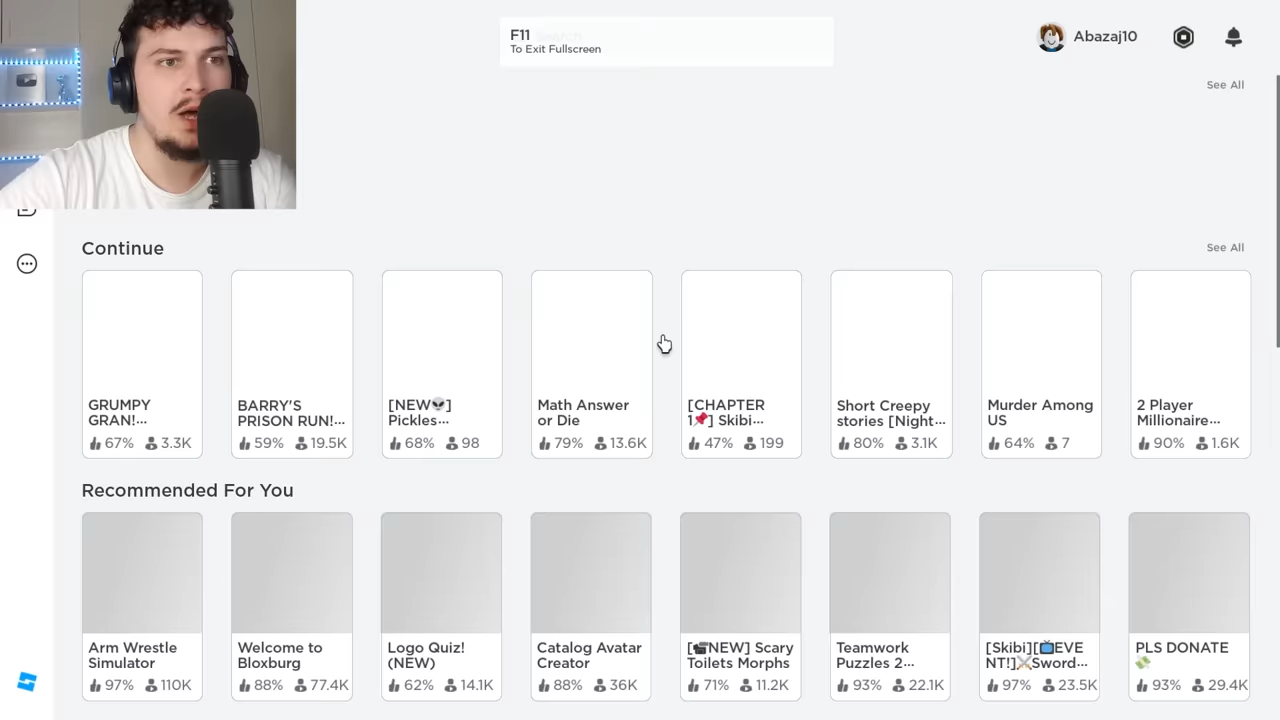 F11
To Exit Fullscreen
Abazaj10
See All
Continue
See All
GRUMPY
GRAN!...
67% 3.3K
BARRY'S
PRISON RUN!...
59% 19.5K
[NEW👽]
Pickles...
68% 98
Math Answer
or Die
79% 13.6K
[CHAPTER
1📌] Skibi...
47% 199
Short Creepy
stories [Night...
80% 3.1K
Murder Among
US
64% 7
2 Player
Millionaire...
90% 1.6K
Recommended For You
Arm Wrestle
Simulator
97% 110K
Welcome to
Bloxburg
88% 77.4K
Logo Quiz!
(NEW)
62% 14.1K
Catalog Avatar
Creator
88% 36K
[📹NEW] Scary
Toilets Morphs
71% 11.2K
Teamwork
Puzzles 2...
93% 22.1K
[Skibi][📺EVE
NT!]⚔️Sword...
97% 23.5K
PLS DONATE
💸
93% 29.4K